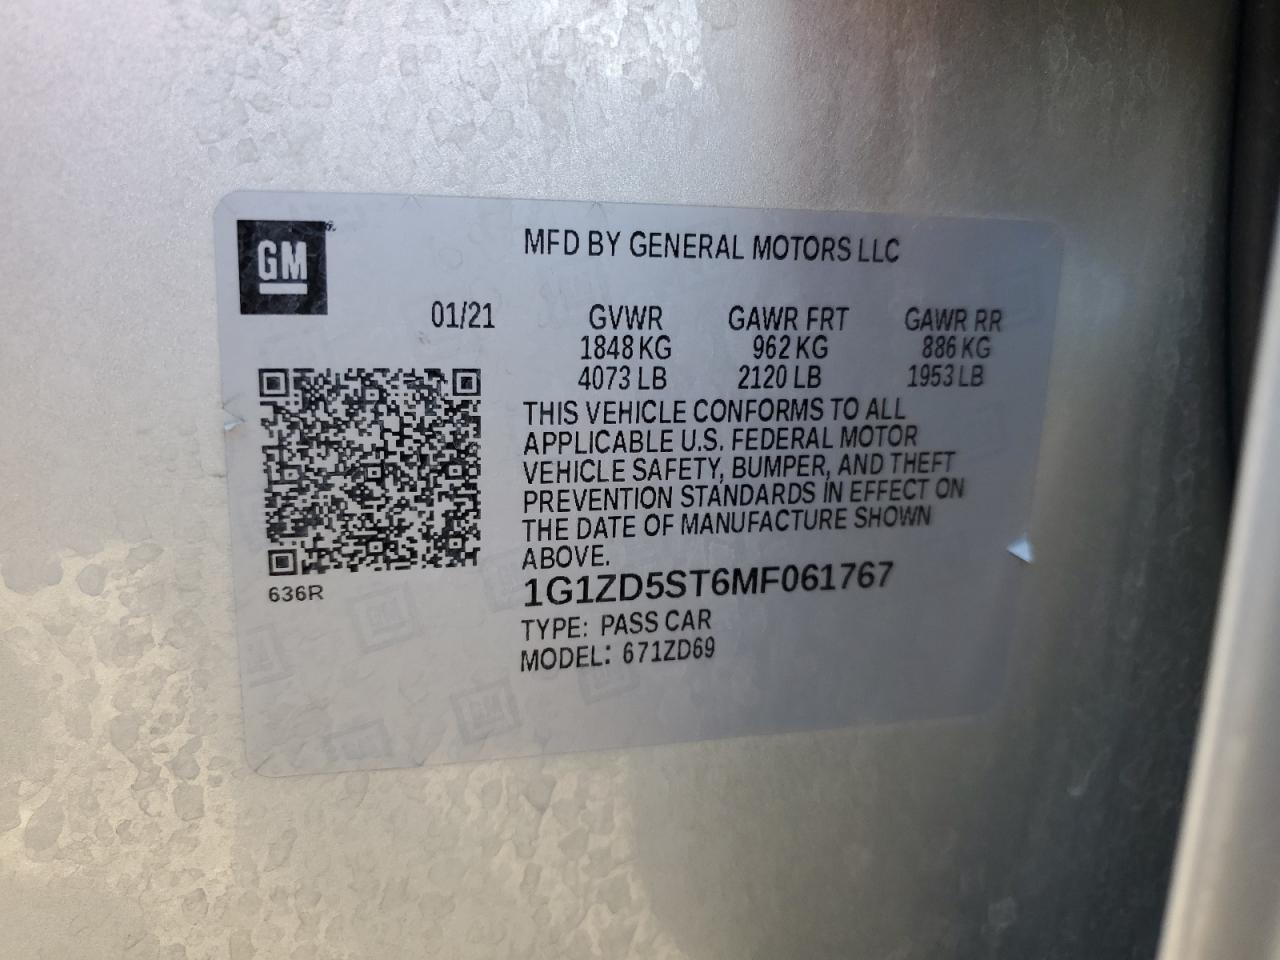 GM
MFD BY GENERAL MOTORS LLC
01/21 GVWR GAWR FRT GAWR RR
1848 KG 962 KG 886 KG
4073 LB 2120 LB 1953 LB
THIS VEHICLE CONFORMS TO ALL
APPLICABLE U.S. FEDERAL MOTOR
VEHICLE SAFETY, BUMPER, AND THEFT
PREVENTION STANDARDS IN EFFECT ON
THE DATE OF MANUFACTURE SHOWN
ABOVE.
636R
1G1ZD5ST6MF061767
TYPE: PASS CAR
MODEL: 671ZD69